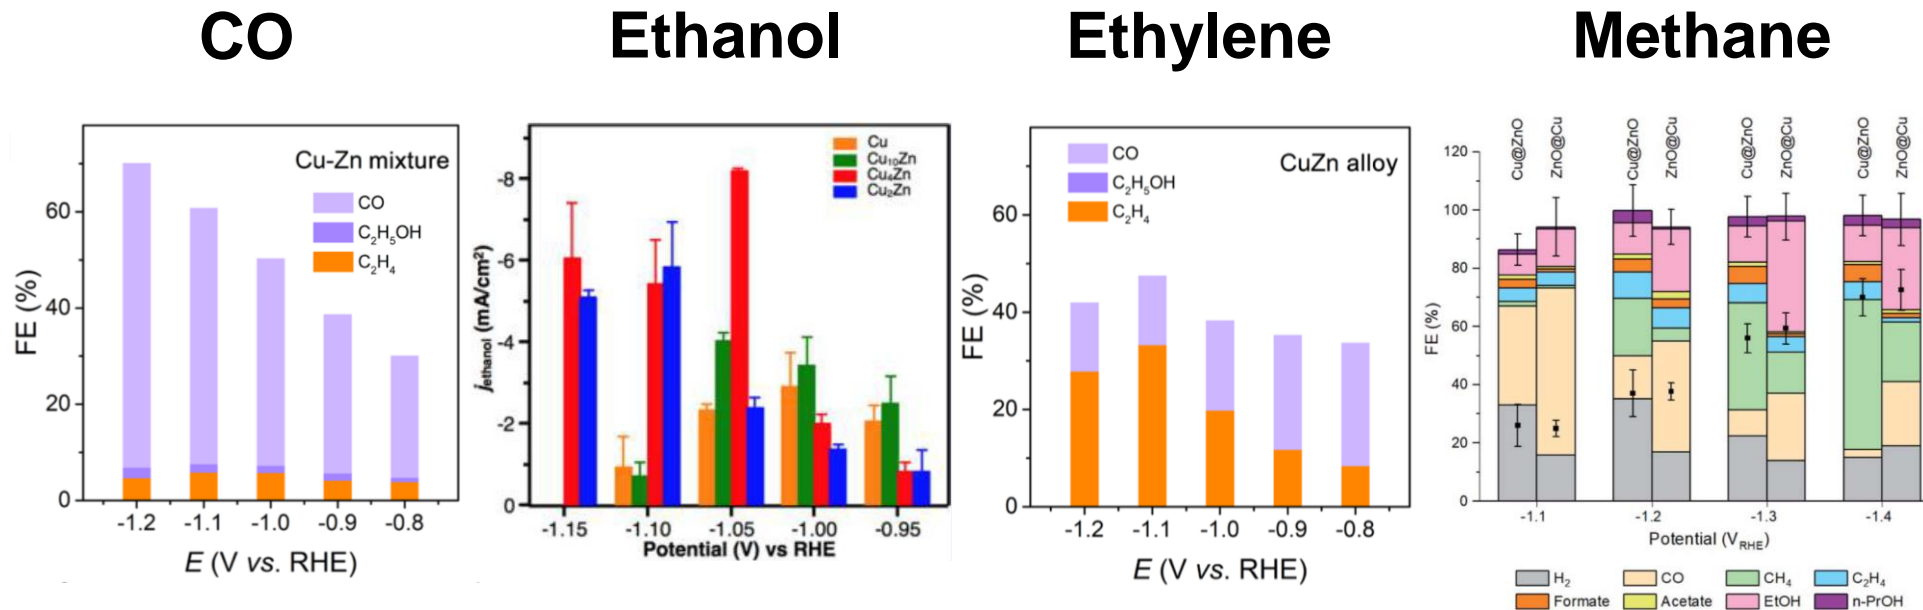 CO
Ethanol
Ethylene
Methane
Cu-Zn mixture
CO
C₂H₅OH
C₂H₄
FE (%)
60
40
20
0
-1.2 -1.1 -1.0 -0.9 -0.8
E (V vs. RHE)
Cu
Cu₁₀Zn
Cu₄Zn
Cu₂Zn
jethanol (mA/cm²)
-8
-6
-4
-2
0
-1.15 -1.10 -1.05 -1.00 -0.95
Potential (V) vs RHE
CuZn alloy
CO
C₂H₅OH
C₂H₄
FE (%)
60
40
20
0
-1.2 -1.1 -1.0 -0.9 -0.8
E (V vs. RHE)
Cu@ZnO ZnO@Cu Cu@ZnO ZnO@Cu Cu@ZnO ZnO@Cu Cu@ZnO ZnO@Cu
FE (%)
120
100
80
60
40
20
0
-1.1 -1.2 -1.3 -1.4
Potential (VRHE)
H₂ CO CH₄ C₂H₄
Formate Acetate EtOH n-PrOH